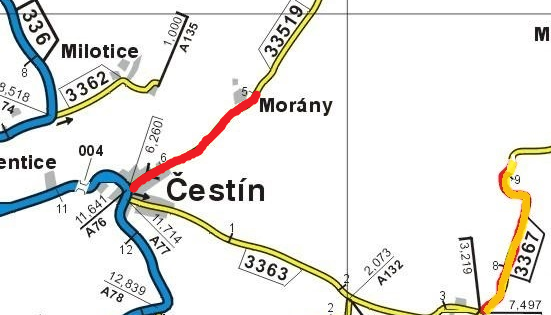 336
Milotice
1,000
A135
33519
M
8
3362
8,518
74
5
Morány
004
6,260
6
entice
Čestín
9
11
11,641
A76
11,714
A77
12
1
3363
2,073
A132
3,219
3367
8
12,839
A78
2
2
3
7,497